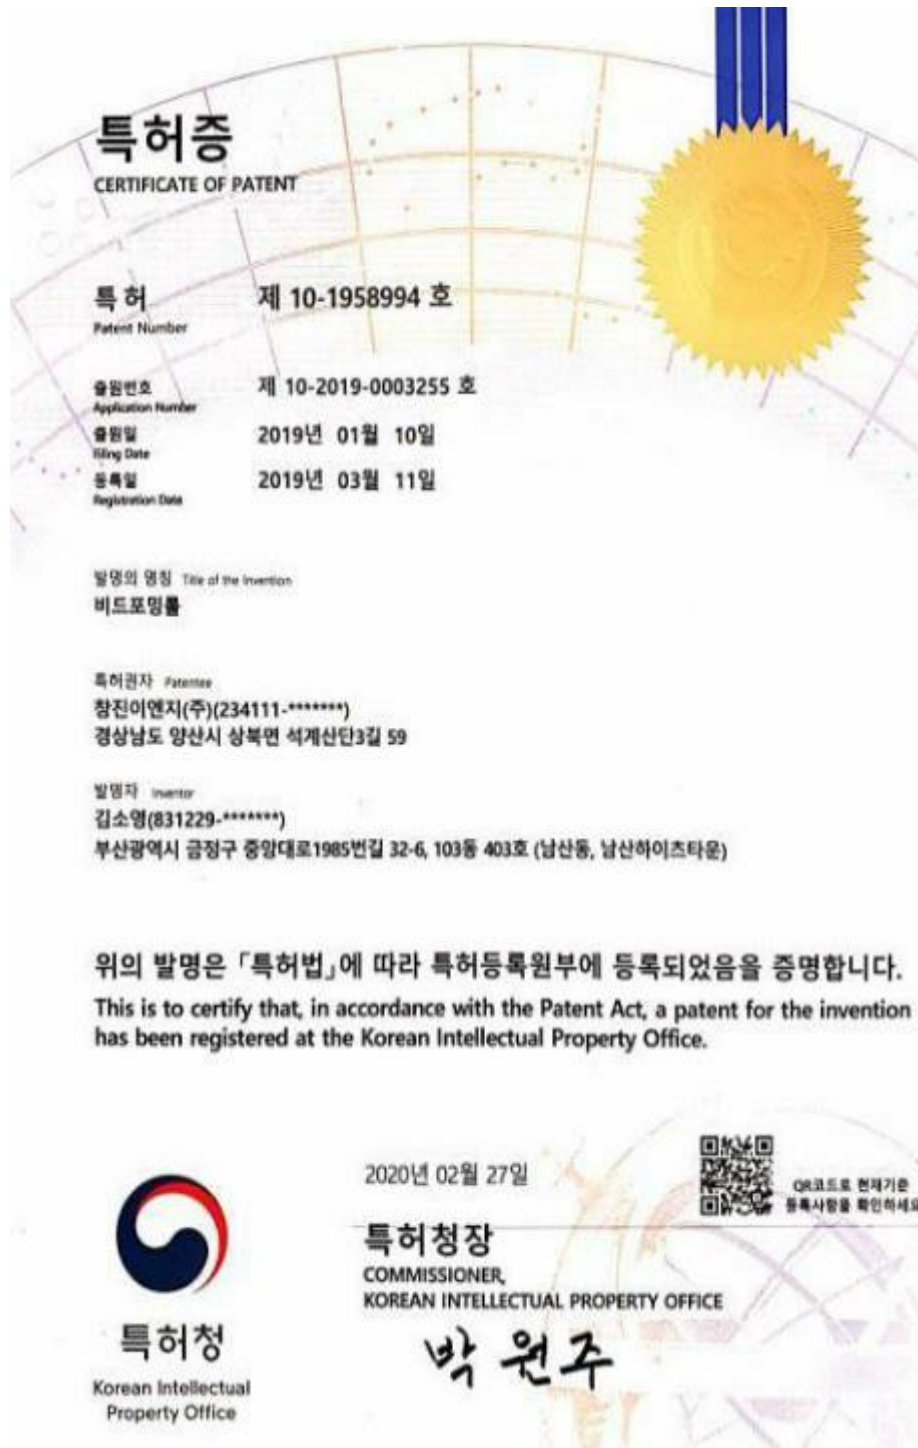 특허증
CERTIFICATE OF PATENT
특 허 제 10-1958994 호
Patent Number
출원번호 제 10-2019-0003255 호
Application Number
출원일 2019년 01월 10일
Filing Date
등록일 2019년 03월 11일
Registration Date
발명의 명칭 Title of the Invention
비드포밍롤
특허권자 Patentee
창진이엔지(주)(234111-*******)
경상남도 양산시 상북면 석계산단3길 59
발명자 Inventor
김소영(831229-*******)
부산광역시 금정구 중앙대로1985번길 32-6, 103동 403호 (남산동, 남산하이츠타운)
위의 발명은 「특허법」에 따라 특허등록원부에 등록되었음을 증명합니다.
This is to certify that, in accordance with the Patent Act, a patent for the invention
has been registered at the Korean Intellectual Property Office.
2020년 02월 27일
QR코드로 현재기준
등록사항을 확인하세요
특허청장
COMMISSIONER,
KOREAN INTELLECTUAL PROPERTY OFFICE
박원주
특허청
Korean Intellectual
Property Office